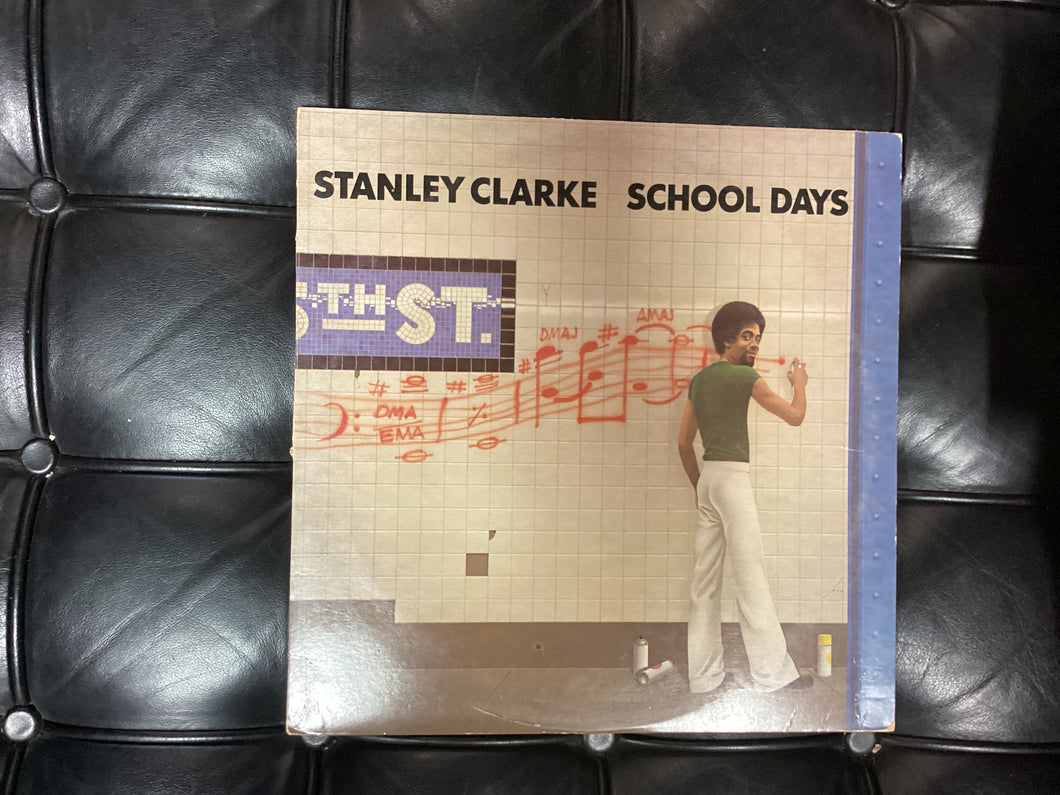 STANLEY CLARKE SCHOOL DAYS
5TH ST.
DMAJ # AMAJ
#
# #
DMA
EMA